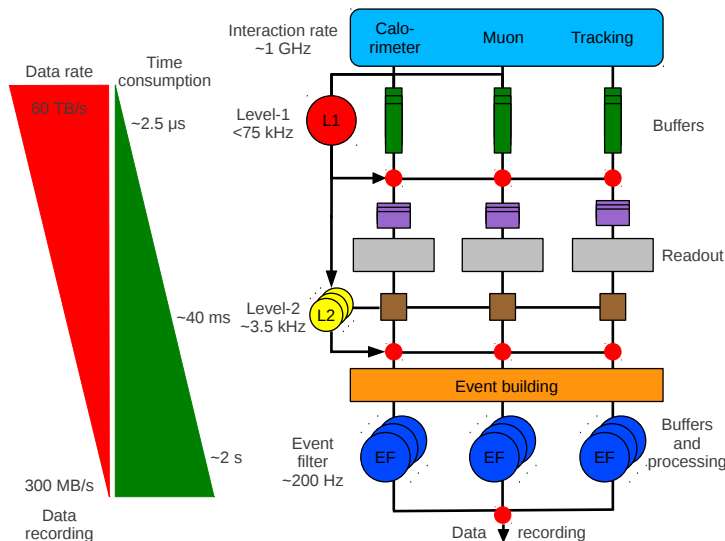 Interaction rate
~1 GHz
Calo-
rimeter
Muon
Tracking
Data rate
Time
consumption
60 TB/s
~2.5 µs
Level-1
<75 kHz
L1
Buffers
Readout
Level-2
~3.5 kHz
L2
~40 ms
Event building
Event
filter
~200 Hz
EF
EF
EF
Buffers and
processing
~2 s
300 MB/s
Data
recording
Data recording